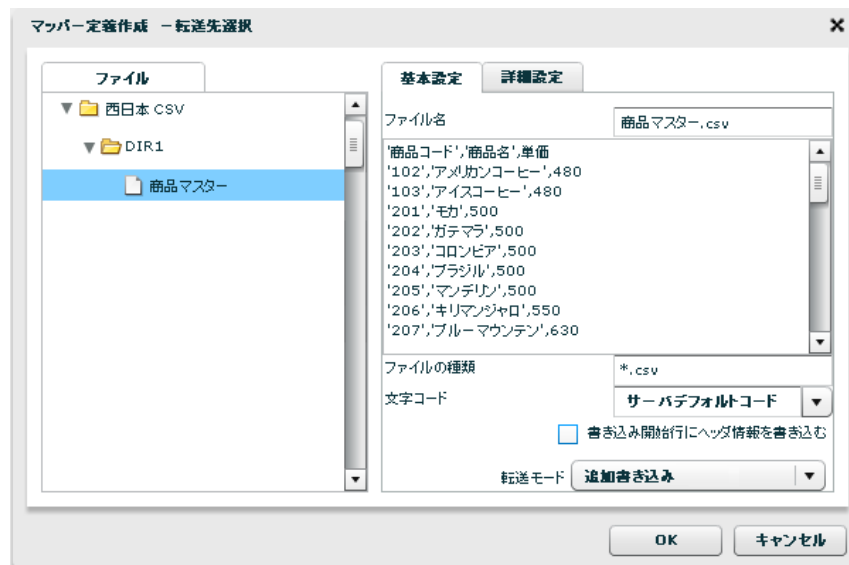 マッパー定義作成 －転送先選択
ファイル
西日本 CSV
DIR1
商品マスター
基本設定 詳細設定
ファイル名 商品マスター.csv
'商品コード','商品名',単価
'102','アメリカンコーヒー',480
'103','アイスコーヒー',480
'201','モカ',500
'202','ガテマラ',500
'203','コロンビア',500
'204','ブラジル',500
'205','マンデリン',500
'206','キリマンジャロ',550
'207','ブルーマウンテン',630
ファイルの種類 *.csv
文字コード サーバデフォルトコード
書き込み開始行にヘッダ情報を書き込む
転送モード 追加書き込み
OK キャンセル